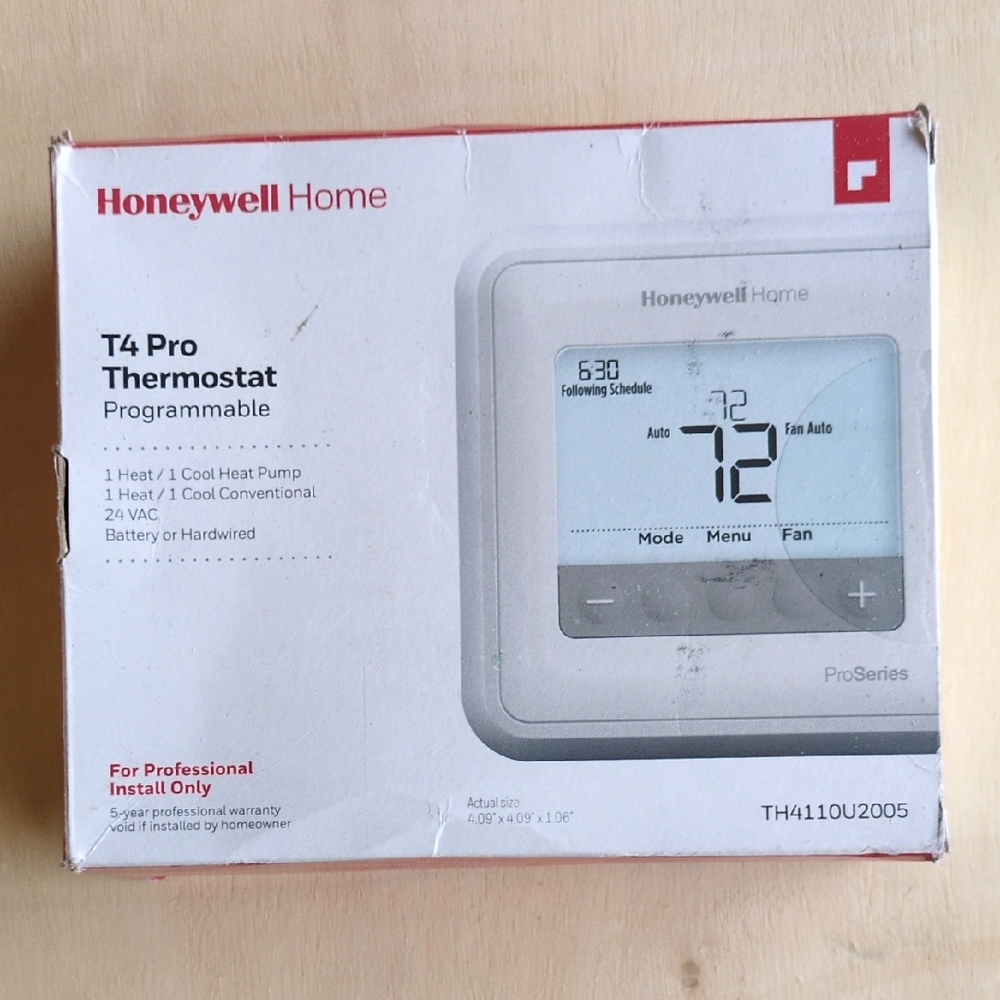 Honeywell Home
T4 Pro
Thermostat
Programmable
1 Heat / 1 Cool Heat Pump
1 Heat / 1 Cool Conventional
24 VAC
Battery or Hardwired
For Professional
Install Only
5-year professional warranty
void if installed by homeowner
Honeywell Home
6:30
Following Schedule
72
Auto
72
Fan Auto
Mode Menu Fan
− +
ProSeries
Actual size
4.09" x 4.09" x 1.06"
TH4110U2005